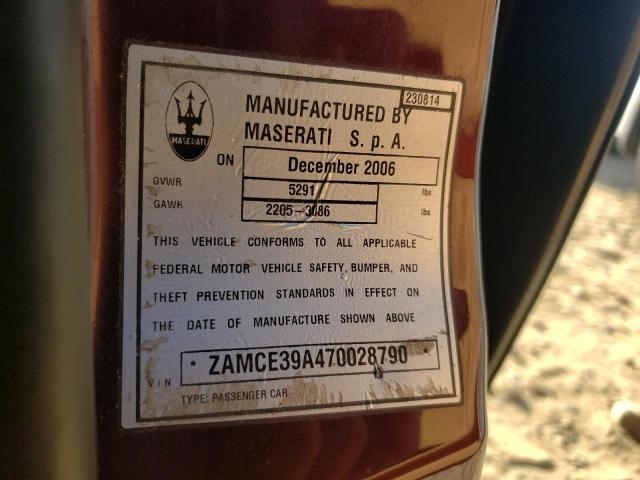 230814
MASERATI
MANUFACTURED BY
MASERATI S. p. A.
ON December 2006
GVWR 5291 lbs
GAWR 2205-3086 lbs
THIS VEHICLE CONFORMS TO ALL APPLICABLE
FEDERAL MOTOR VEHICLE SAFETY, BUMPER, AND
THEFT PREVENTION STANDARDS IN EFFECT ON
THE DATE OF MANUFACTURE SHOWN ABOVE
V.I.N. * ZAMCE39A470028790 *
TYPE: PASSENGER CAR